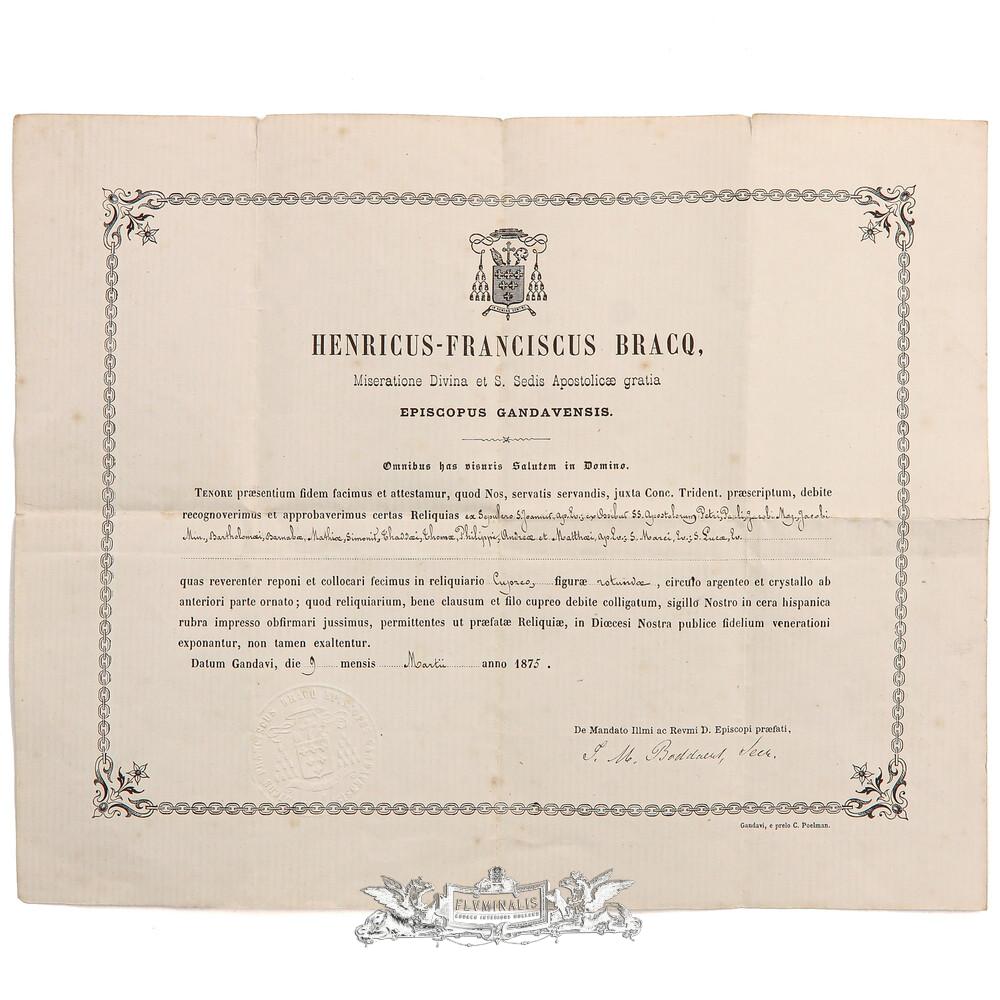 HENRICUS-FRANCISCUS BRACQ,
Miseratione Divina et S. Sedis Apostolicæ gratia
EPISCOPUS GANDAVENSIS.
Omnibus has visuris Salutem in Domino.
TENORE præsentium fidem facimus et attestamur, quod Nos, servatis servandis, juxta Conc. Trident. præscriptum, debite
recognoverimus et approbaverimus certas Reliquias ex Sepulcro S. Joannis, Ap. Ev.; ex Ossibus SS. Apostolorum Petri, Pauli, Jacobi Maj. Jacobi
Min., Bartholomæi, Barnabæ, Mathiæ, Simonis, Thaddæi, Thomæ, Philippi, Andreæ et Matthæi, Ap. Ev.; S. Marci, Ev.; S. Lucæ, Ev.
quas reverenter reponi et collocari fecimus in reliquiario Cupreo, figuræ rotundæ, circulo argenteo et crystallo ab
anteriori parte ornato; quod reliquiarium, bene clausum et filo cupreo debite colligatum, sigillo Nostro in cera hispanica
rubra impresso obfirmari jussimus, permittentes ut præfatæ Reliquiæ, in Diœcesi Nostra publice fidelium venerationi
exponantur, non tamen exaltentur.
Datum Gandavi, die 9 mensis Martii anno 1875.
De Mandato Illmi ac Revmi D. Episcopi præfati,
J. M. Boddaert, Secr.
Gandavi, e prelo C. Poelman.
FLVMINALIS